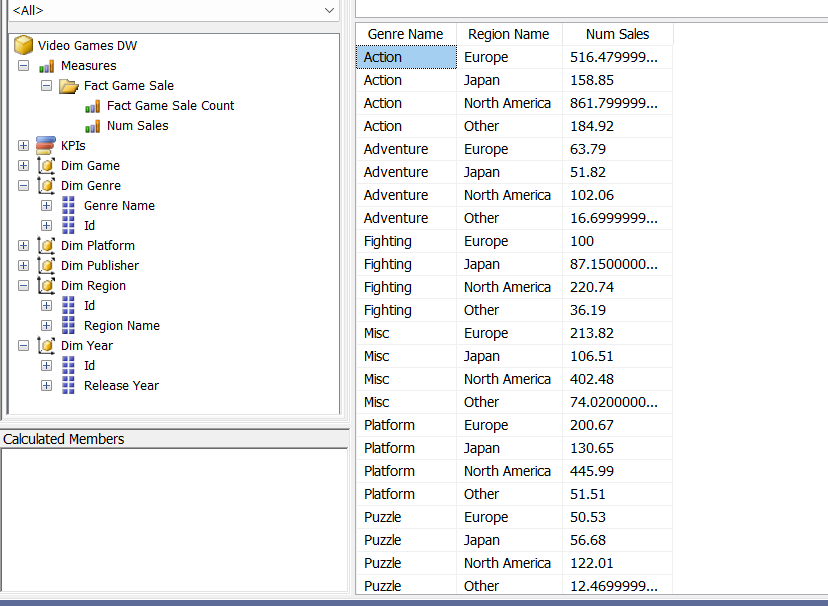 <All>
Video Games DW
Measures
Fact Game Sale
Fact Game Sale Count
Num Sales
KPIs
Dim Game
Dim Genre
Genre Name
Id
Dim Platform
Dim Publisher
Dim Region
Id
Region Name
Dim Year
Id
Release Year
Calculated Members
Genre Name Region Name Num Sales
Action Europe 516.479999...
Action Japan 158.85
Action North America 861.799999...
Action Other 184.92
Adventure Europe 63.79
Adventure Japan 51.82
Adventure North America 102.06
Adventure Other 16.6999999...
Fighting Europe 100
Fighting Japan 87.1500000...
Fighting North America 220.74
Fighting Other 36.19
Misc Europe 213.82
Misc Japan 106.51
Misc North America 402.48
Misc Other 74.0200000...
Platform Europe 200.67
Platform Japan 130.65
Platform North America 445.99
Platform Other 51.51
Puzzle Europe 50.53
Puzzle Japan 56.68
Puzzle North America 122.01
Puzzle Other 12.4699999...